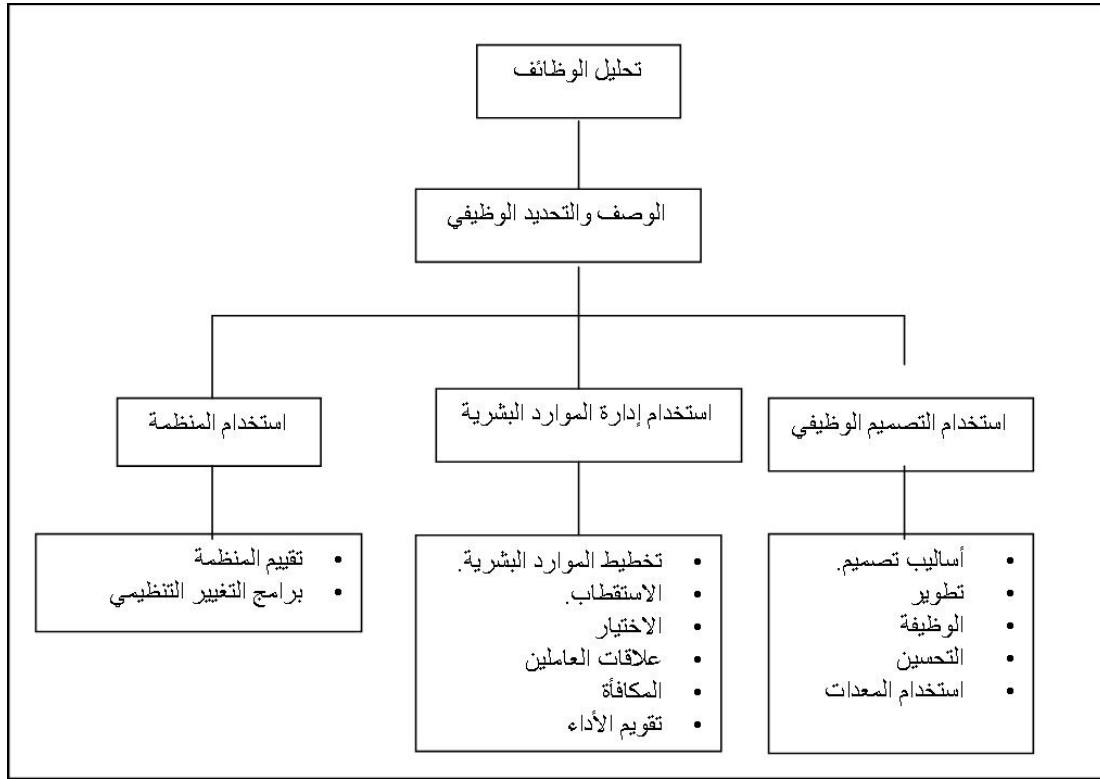 تحليل الوظائف
الوصف والتحديد الوظيفي
استخدام التصميم الوظيفي
استخدام إدارة الموارد البشرية
استخدام المنظمة
• أساليب تصميم.
• تطوير
• الوظيفة
• التحسين
• استخدام المعدات
• تخطيط الموارد البشرية.
• الاستقطاب.
• الاختيار
• علاقات العاملين
• المكافأة
• تقويم الأداء
• تقييم المنظمة
• برامج التغيير التنظيمي